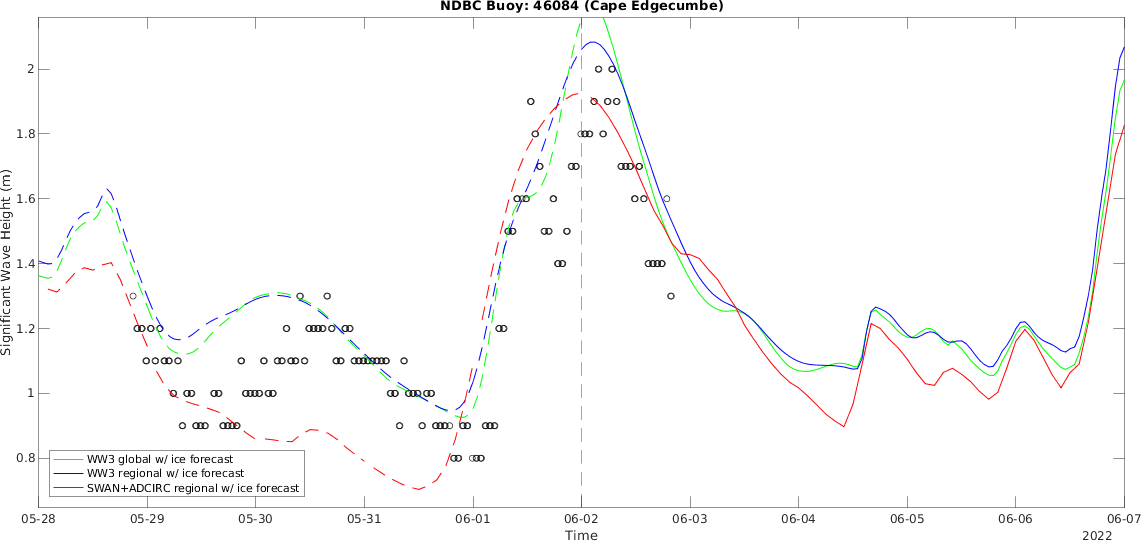 NDBC Buoy: 46084 (Cape Edgecumbe)
Significant Wave Height (m)
2
1.8
1.6
1.4
1.2
1
0.8
WW3 global w/ ice forecast
WW3 regional w/ ice forecast
SWAN+ADCIRC regional w/ ice forecast
05-28 05-29 05-30 05-31 06-01 06-02 06-03 06-04 06-05 06-06 06-07
Time
2022